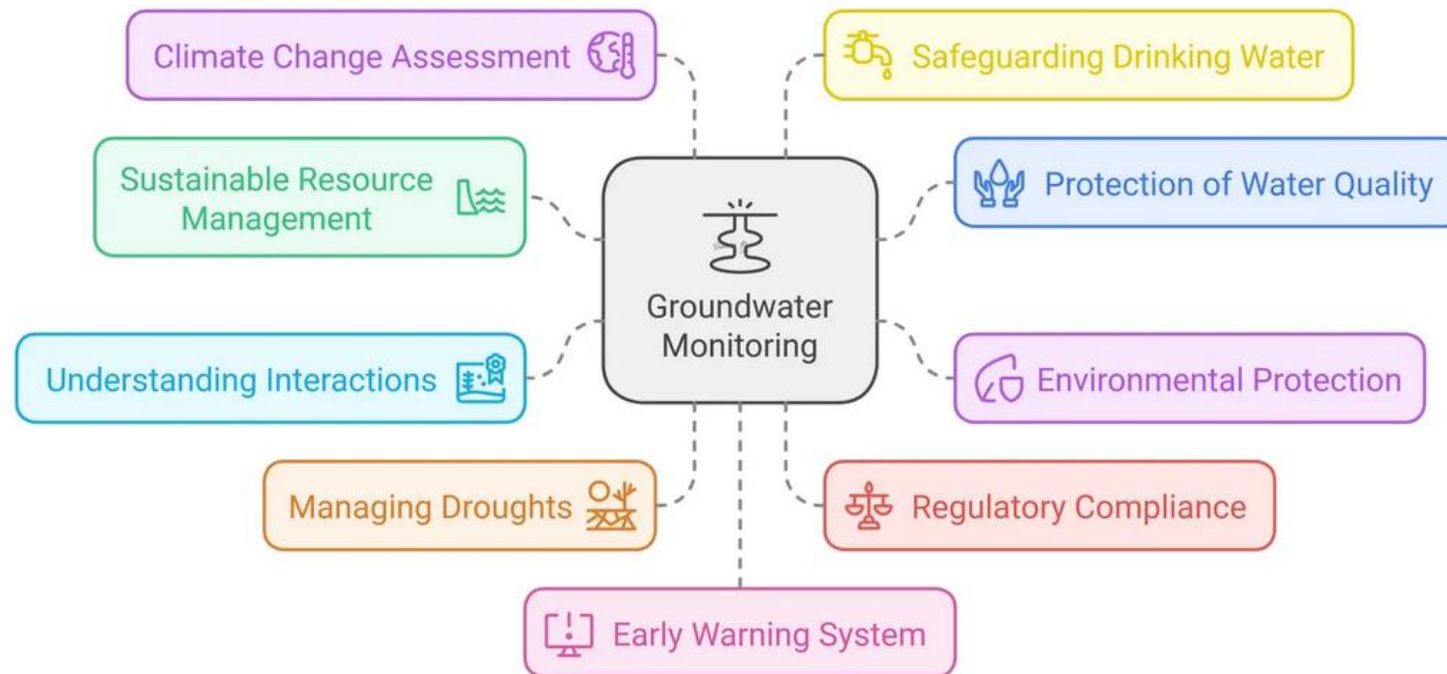 Climate Change Assessment
Safeguarding Drinking Water
Sustainable Resource
Management
Protection of Water Quality
Groundwater
Monitoring
Understanding Interactions
Environmental Protection
Managing Droughts
Regulatory Compliance
Early Warning System